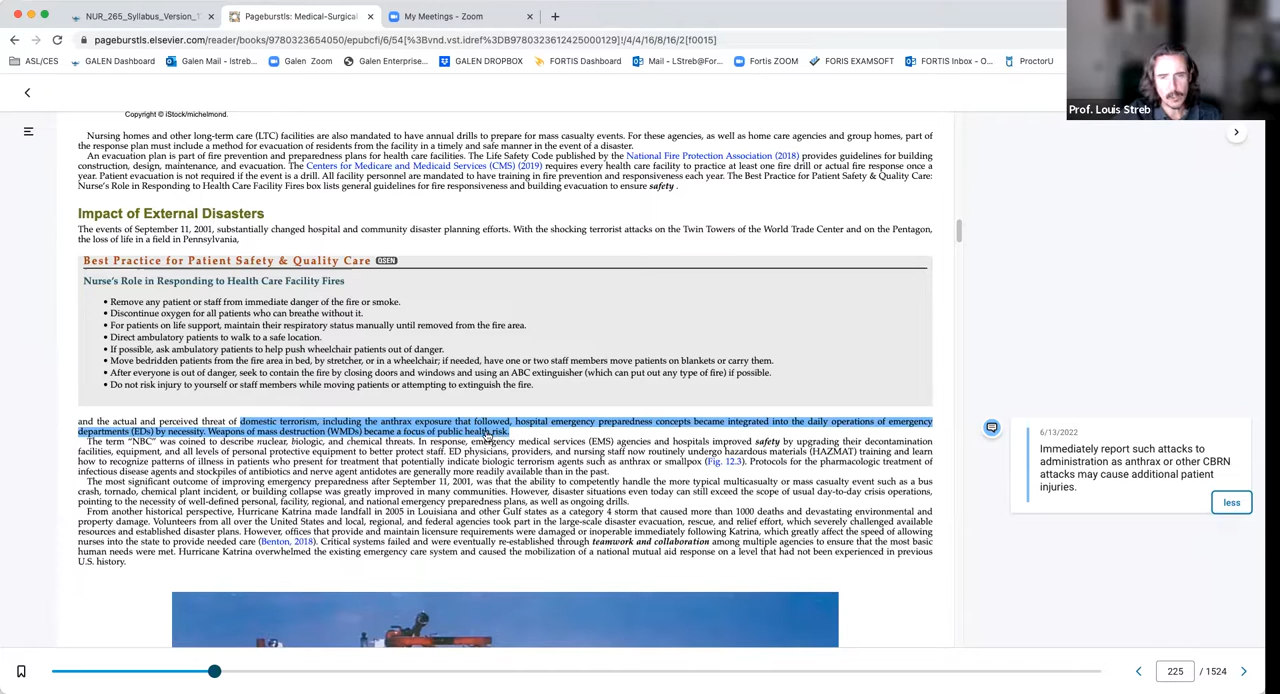 NUR_265_Syllabus_Version_
Pageburstls: Medical-Surgical
My Meetings - Zoom
pageburstls.elsevier.com/reader/books/9780323654050/epubcfi/6/54[%3Bvnd.vst.idref%3DB9780323612425000129]!/4/4/16/8/16/2[f0015]
ASL/CES
GALEN Dashboard
Galen Mail - lstreb...
Galen Zoom
Galen Enterprise...
GALEN DROPBOX
FORTIS Dashboard
Mail - LStreb@For...
Fortis ZOOM
FORIS EXAMSOFT
FORTIS Inbox - O...
ProctorU
Prof. Louis Streb
Copyright © iStock/michelmond.
Nursing homes and other long-term care (LTC) facilities are also mandated to have annual drills to prepare for mass casualty events. For these agencies, as well as home care agencies and group homes, part of
the response plan must include a method for evacuation of residents from the facility in a timely and safe manner in the event of a disaster.
An evacuation plan is part of fire prevention and preparedness plans for health care facilities. The Life Safety Code published by the National Fire Protection Association (2018) provides guidelines for building
construction, design, maintenance, and evacuation. The Centers for Medicare and Medicaid Services (CMS) (2019) requires every health care facility to practice at least one fire drill or actual fire response once a
year. Patient evacuation is not required if the event is a drill. All facility personnel are mandated to have training in fire prevention and responsiveness each year. The Best Practice for Patient Safety & Quality Care:
Nurse's Role in Responding to Health Care Facility Fires box lists general guidelines for fire responsiveness and building evacuation to ensure safety .
Impact of External Disasters
The events of September 11, 2001, substantially changed hospital and community disaster planning efforts. With the shocking terrorist attacks on the Twin Towers of the World Trade Center and on the Pentagon,
the loss of life in a field in Pennsylvania,
Best Practice for Patient Safety & Quality Care QSEN
Nurse's Role in Responding to Health Care Facility Fires
• Remove any patient or staff from immediate danger of the fire or smoke.
• Discontinue oxygen for all patients who can breathe without it.
• For patients on life support, maintain their respiratory status manually until removed from the fire area.
• Direct ambulatory patients to walk to a safe location.
• If possible, ask ambulatory patients to help push wheelchair patients out of danger.
• Move bedridden patients from the fire area in bed, by stretcher, or in a wheelchair; if needed, have one or two staff members move patients on blankets or carry them.
• After everyone is out of danger, seek to contain the fire by closing doors and windows and using an ABC extinguisher (which can put out any type of fire) if possible.
• Do not risk injury to yourself or staff members while moving patients or attempting to extinguish the fire.
and the actual and perceived threat of domestic terrorism, including the anthrax exposure that followed, hospital emergency preparedness concepts became integrated into the daily operations of emergency
departments (EDs) by necessity. Weapons of mass destruction (WMDs) became a focus of public health risk.
The term "NBC" was coined to describe nuclear, biologic, and chemical threats. In response, emergency medical services (EMS) agencies and hospitals improved safety by upgrading their decontamination
facilities, equipment, and all levels of personal protective equipment to better protect staff. ED physicians, providers, and nursing staff now routinely undergo hazardous materials (HAZMAT) training and learn
how to recognize patterns of illness in patients who present for treatment that potentially indicate biologic terrorism agents such as anthrax or smallpox (Fig. 12.3). Protocols for the pharmacologic treatment of
infectious disease agents and stockpiles of antibiotics and nerve agent antidotes are generally more readily available than in the past.
The most significant outcome of improving emergency preparedness after September 11, 2001, was that the ability to competently handle the more typical multicasualty or mass casualty event such as a bus
crash, tornado, chemical plant incident, or building collapse was greatly improved in many communities. However, disaster situations even today can still exceed the scope of usual day-to-day crisis operations,
pointing to the necessity of well-defined personal, facility, regional, and national emergency preparedness plans, as well as ongoing drills.
From another historical perspective, Hurricane Katrina made landfall in 2005 in Louisiana and other Gulf states as a category 4 storm that caused more than 1000 deaths and devastating environmental and
property damage. Volunteers from all over the United States and local, regional, and federal agencies took part in the large-scale disaster evacuation, rescue, and relief effort, which severely challenged available
resources and established disaster plans. However, offices that provide and maintain licensure requirements were damaged or inoperable immediately following Katrina, which greatly affect the speed of allowing
nurses into the state to provide needed care (Benton, 2018). Critical systems failed and were eventually re-established through teamwork and collaboration among multiple agencies to ensure that the most basic
human needs were met. Hurricane Katrina overwhelmed the existing emergency care system and caused the mobilization of a national mutual aid response on a level that had not been experienced in previous
U.S. history.
6/13/2022
Immediately report such attacks to
administration as anthrax or other CBRN
attacks may cause additional patient
injuries.
less
225 / 1524